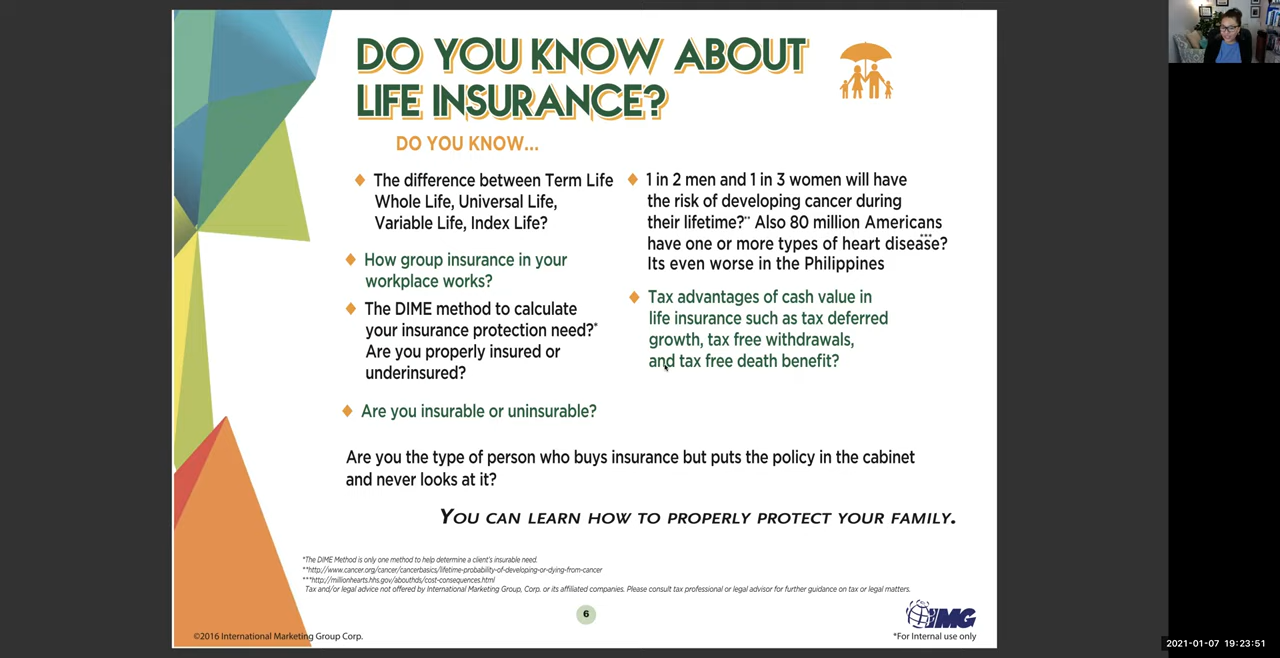 DO YOU KNOW ABOUT
LIFE INSURANCE?
DO YOU KNOW...
The difference between Term Life
Whole Life, Universal Life,
Variable Life, Index Life?
How group insurance in your
workplace works?
The DIME method to calculate
your insurance protection need?*
Are you properly insured or
underinsured?
Are you insurable or uninsurable?
1 in 2 men and 1 in 3 women will have
the risk of developing cancer during
their lifetime?** Also 80 million Americans
have one or more types of heart disease?***
Its even worse in the Philippines
Tax advantages of cash value in
life insurance such as tax deferred
growth, tax free withdrawals,
and tax free death benefit?
Are you the type of person who buys insurance but puts the policy in the cabinet
and never looks at it?
YOU CAN LEARN HOW TO PROPERLY PROTECT YOUR FAMILY.
*The DIME Method is only one method to help determine a client's insurable need.
**http://www.cancer.org/cancer/cancerbasics/lifetime-probability-of-developing-or-dying-from-cancer
***http://millionhearts.hhs.gov/abouthds/cost-consequences.html
Tax and/or legal advice not offered by International Marketing Group, Corp. or its affiliated companies. Please consult tax professional or legal advisor for further guidance on tax or legal matters.
6
IMG
©2016 International Marketing Group Corp.
*For Internal use only
2021-01-07 19:23:51